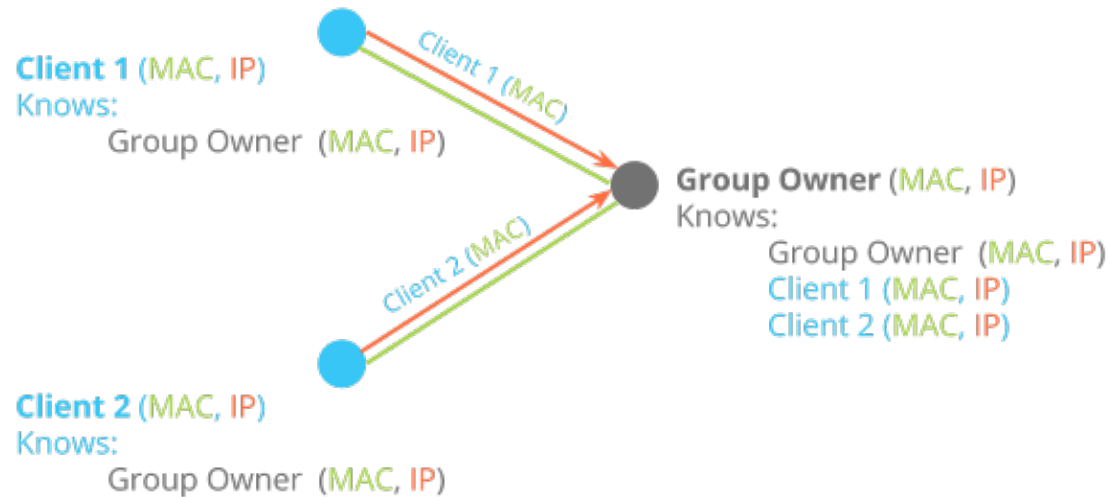 Client 1 (MAC, IP)
Knows:
Group Owner (MAC, IP)
Client 1 (MAC)
Group Owner (MAC, IP)
Knows:
Group Owner (MAC, IP)
Client 1 (MAC, IP)
Client 2 (MAC, IP)
Client 2 (MAC)
Client 2 (MAC, IP)
Knows:
Group Owner (MAC, IP)